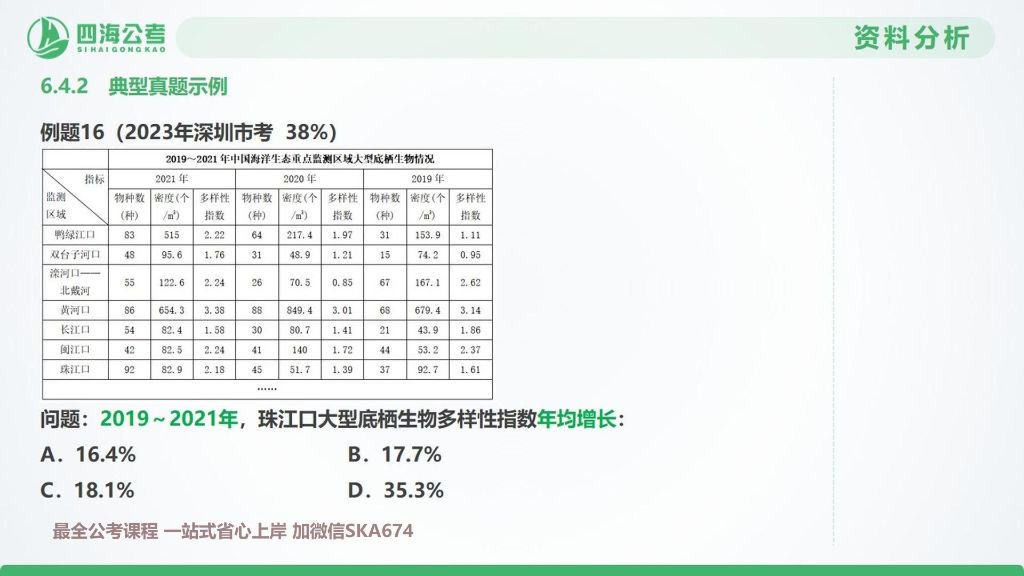 四海公考
SIHAIGONGKAO
资料分析
6.4.2 典型真题示例
例题16（2023年深圳市考 38%）
2019～2021年中国海洋生态重点监测区域大型底栖生物情况
指标 2021年 2020年 2019年
监测区域 物种数(种) 密度(个/㎡) 多样性指数 物种数(种) 密度(个/㎡) 多样性指数 物种数(种) 密度(个/㎡) 多样性指数
鸭绿江口 83 515 2.22 64 217.4 1.97 31 153.9 1.11
双台子河口 48 95.6 1.76 31 48.9 1.21 15 74.2 0.95
滦河口——北戴河 55 122.6 2.24 26 70.5 0.85 67 167.1 2.62
黄河口 86 654.3 3.38 88 849.4 3.01 68 679.4 3.14
长江口 54 82.4 1.58 30 80.7 1.41 21 43.9 1.86
闽江口 42 82.5 2.24 41 140 1.72 44 53.2 2.37
珠江口 92 82.9 2.18 45 51.7 1.39 37 92.7 1.61
……
问题：2019～2021年，珠江口大型底栖生物多样性指数年均增长：
A．16.4% B．17.7%
C．18.1% D．35.3%
最全公考课程 一站式省心上岸 加微信SKA674